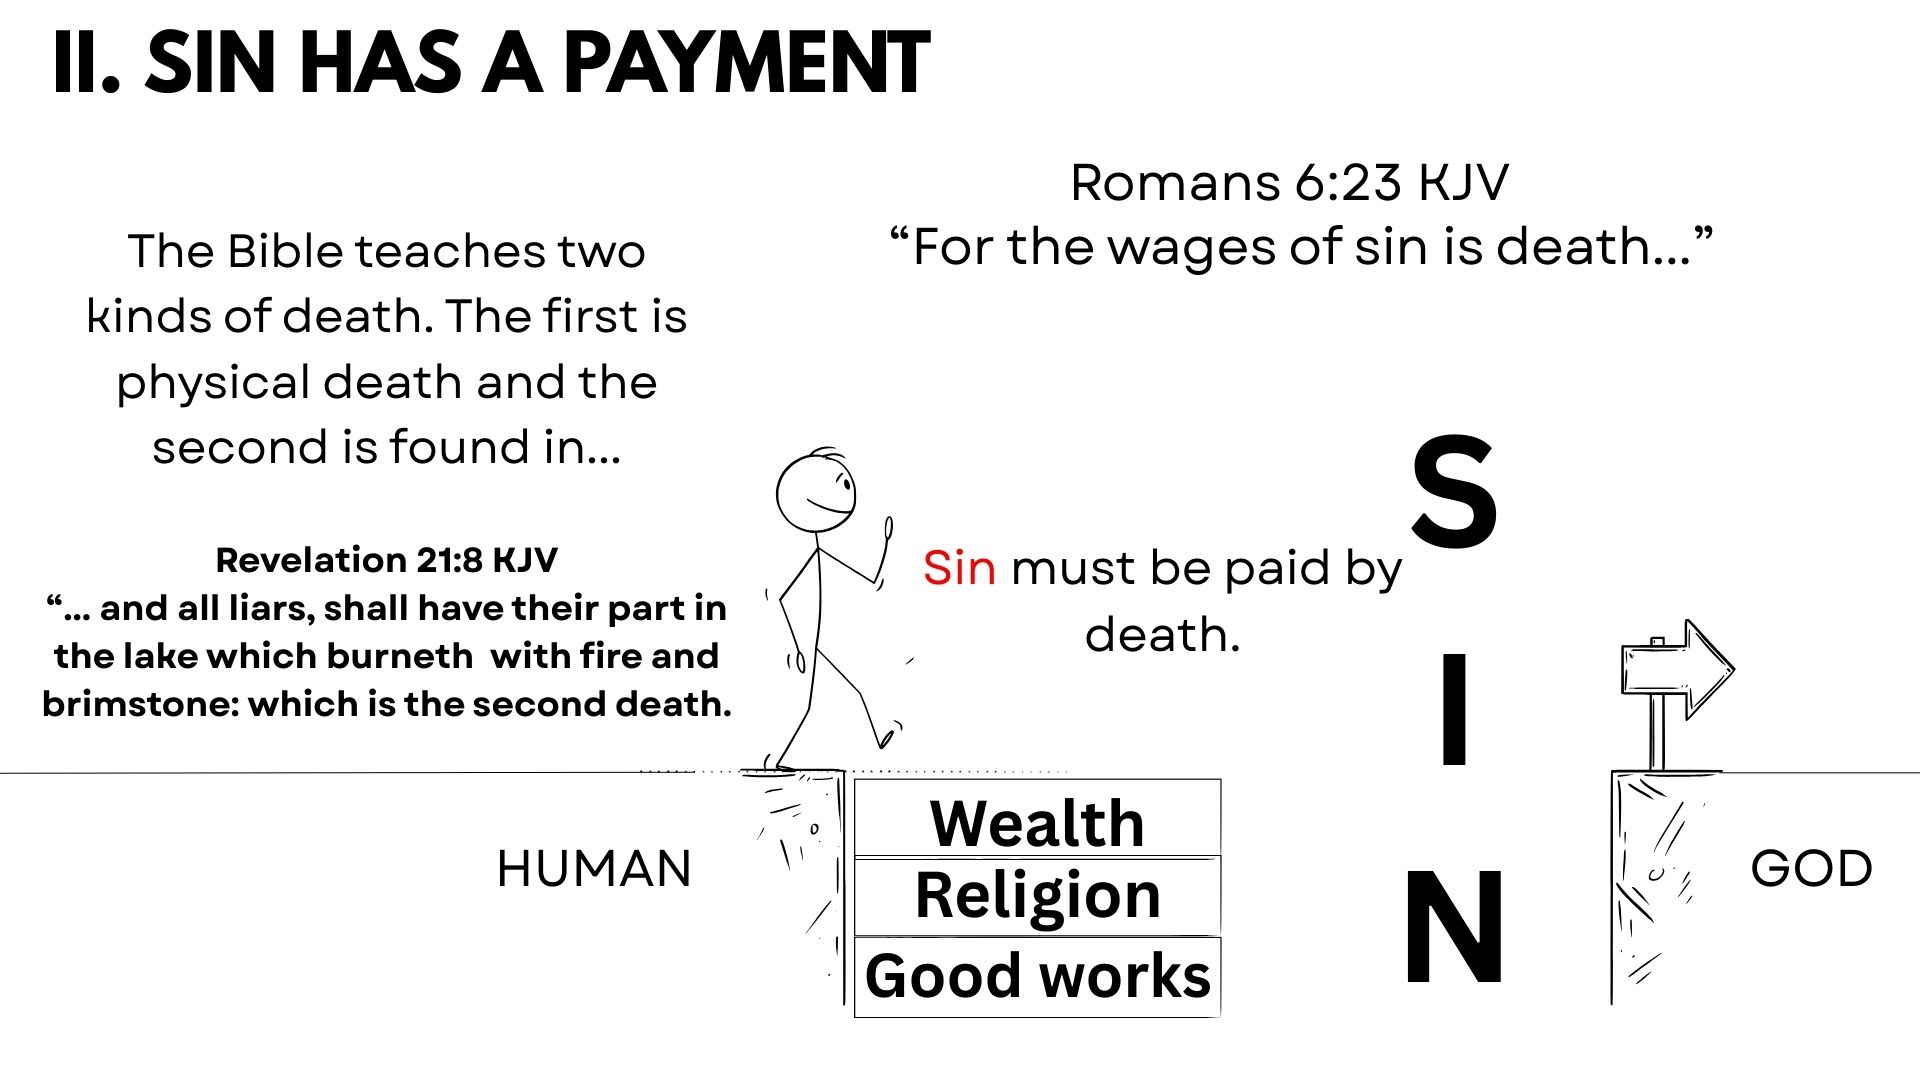 II. SIN HAS A PAYMENT
Romans 6:23 KJV
“For the wages of sin is death...”
The Bible teaches two
kinds of death. The first is
physical death and the
second is found in...
Revelation 21:8 KJV
“... and all liars, shall have their part in
the lake which burneth  with fire and
brimstone: which is the second death.
Sin must be paid by
death.
S
I
N
HUMAN
Wealth
Religion
Good works
GOD